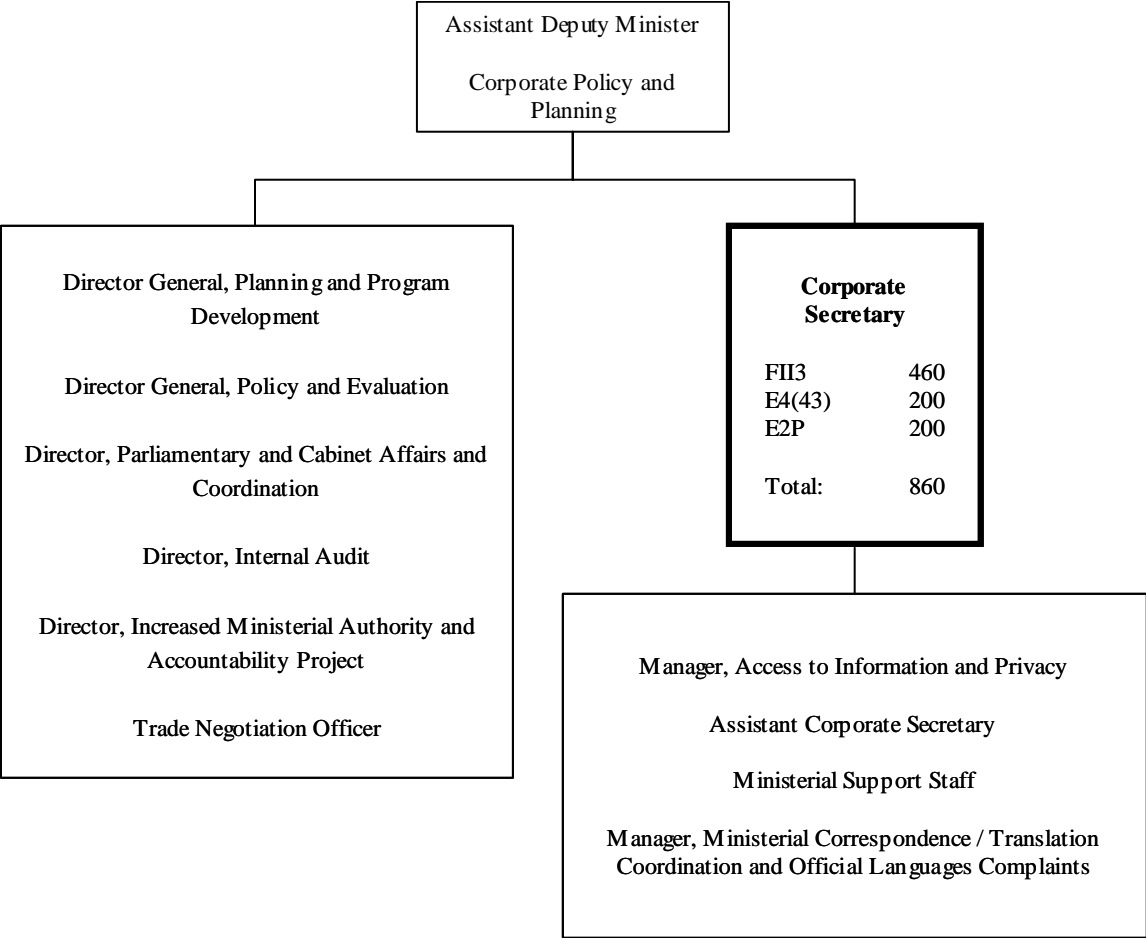 Assistant Deputy Minister
Corporate Policy and
Planning
Director General, Planning and Program
Development
Director General, Policy and Evaluation
Director, Parliamentary and Cabinet Affairs and
Coordination
Director, Internal Audit
Director, Increased Ministerial Authority and
Accountability Project
Trade Negotiation Officer
Corporate
Secretary
FII3 460
E4(43) 200
E2P 200
Total: 860
Manager, Access to Information and Privacy
Assistant Corporate Secretary
Ministerial Support Staff
Manager, Ministerial Correspondence / Translation
Coordination and Official Languages Complaints